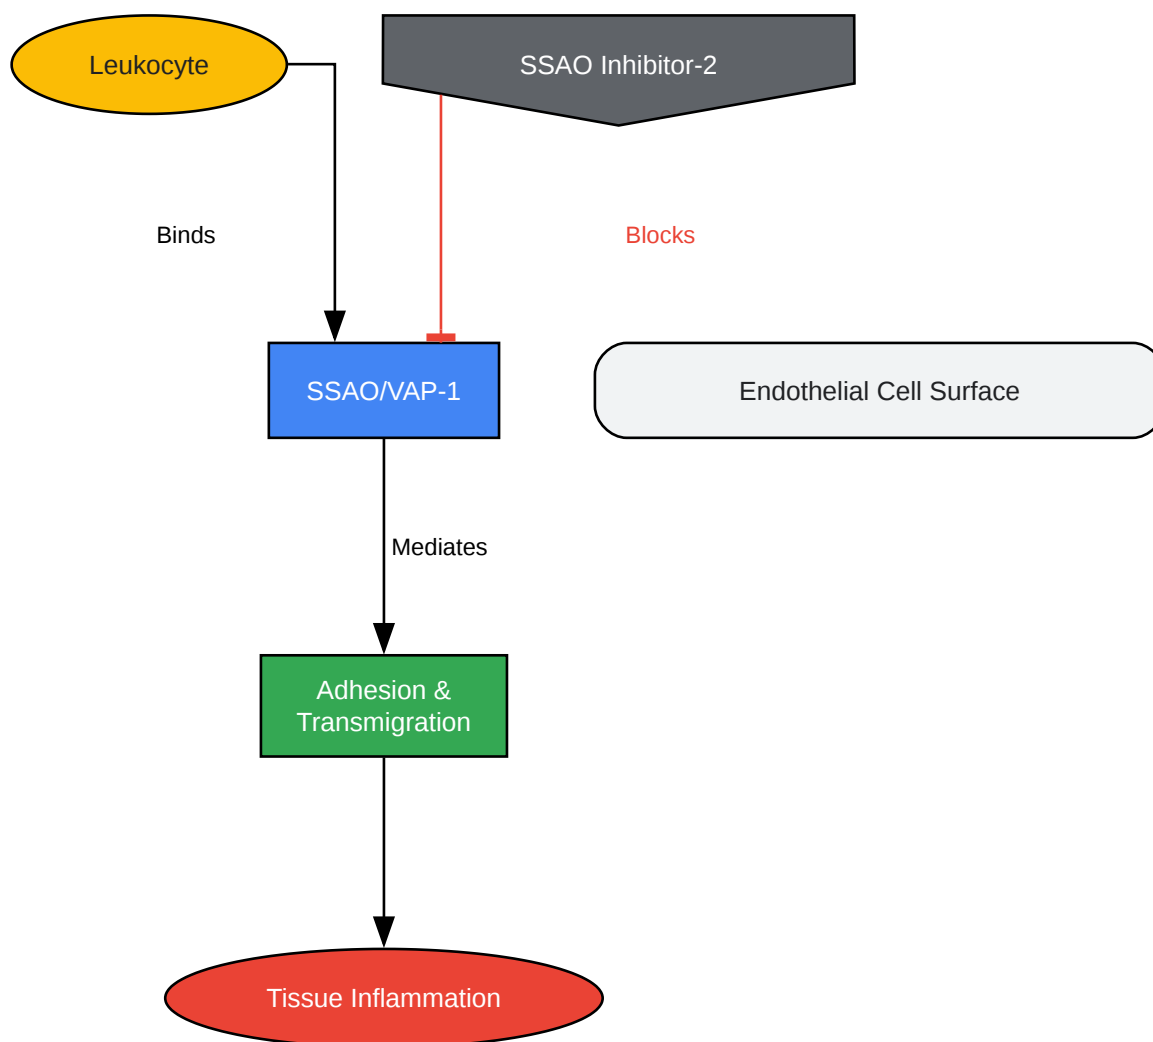 Leukocyte
SSAO Inhibitor-2
Binds
Blocks
SSAO/VAP-1
Endothelial Cell Surface
Mediates
Adhesion &
Transmigration
Tissue Inflammation